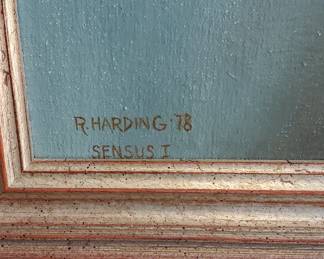 R. HARDING '78
SENSUS I